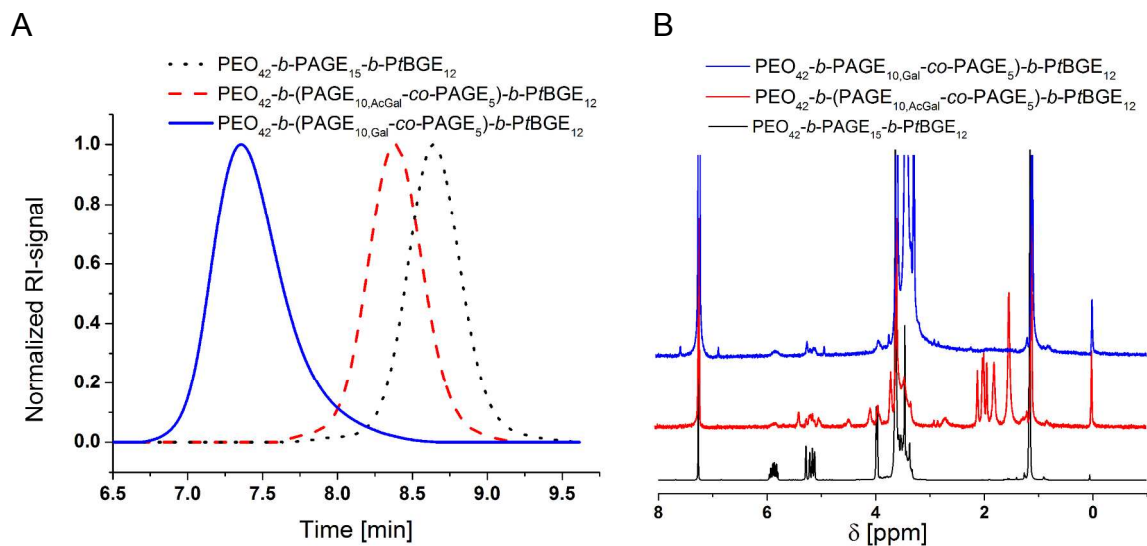 A
PEO42-b-PAGE15-b-PtBGE12
PEO42-b-(PAGE10,AcGal-co-PAGE5)-b-PtBGE12
PEO42-b-(PAGE10,Gal-co-PAGE5)-b-PtBGE12
1.0
0.8
0.6
0.4
0.2
0.0
Normalized RI-signal
6.5 7.0 7.5 8.0 8.5 9.0 9.5
Time [min]
B
PEO42-b-PAGE10,Gal-co-PAGE5)-b-PtBGE12
PEO42-b-(PAGE10,AcGal-co-PAGE5)-b-PtBGE12
PEO42-b-PAGE15-b-PtBGE12
8 6 4 2 0
δ [ppm]